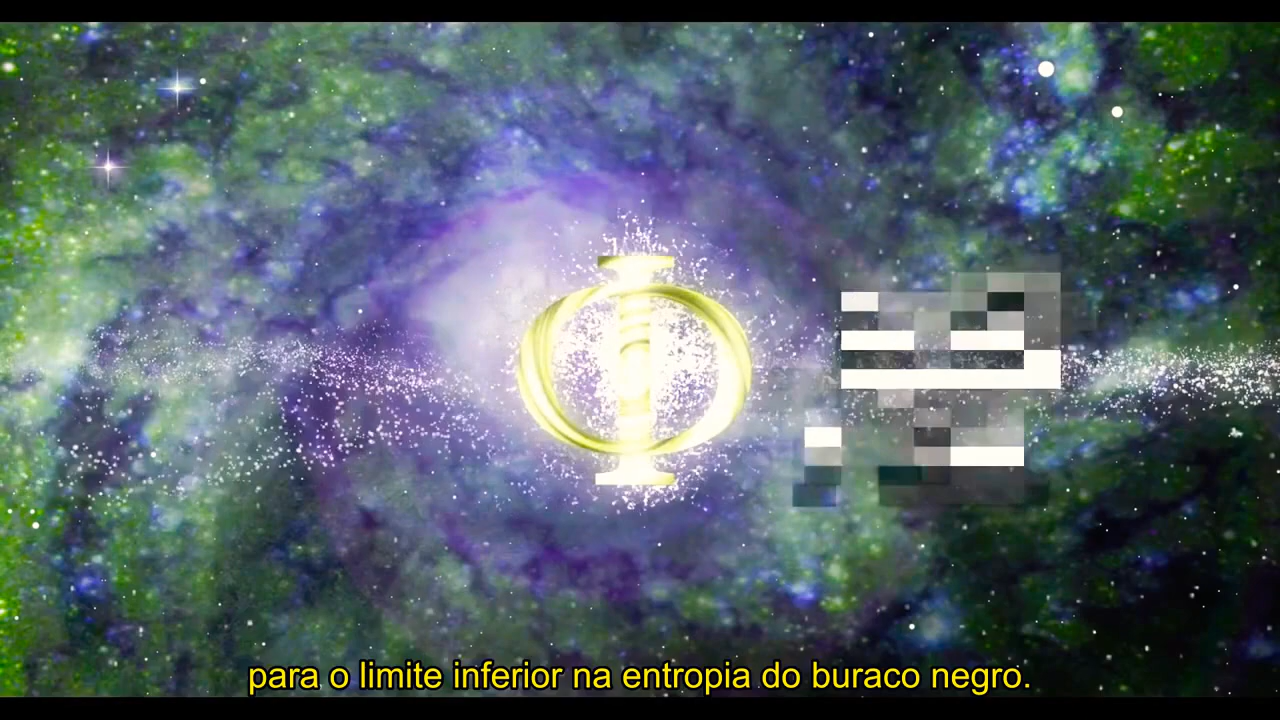 Φ
para o limite inferior na entropia do buraco negro.